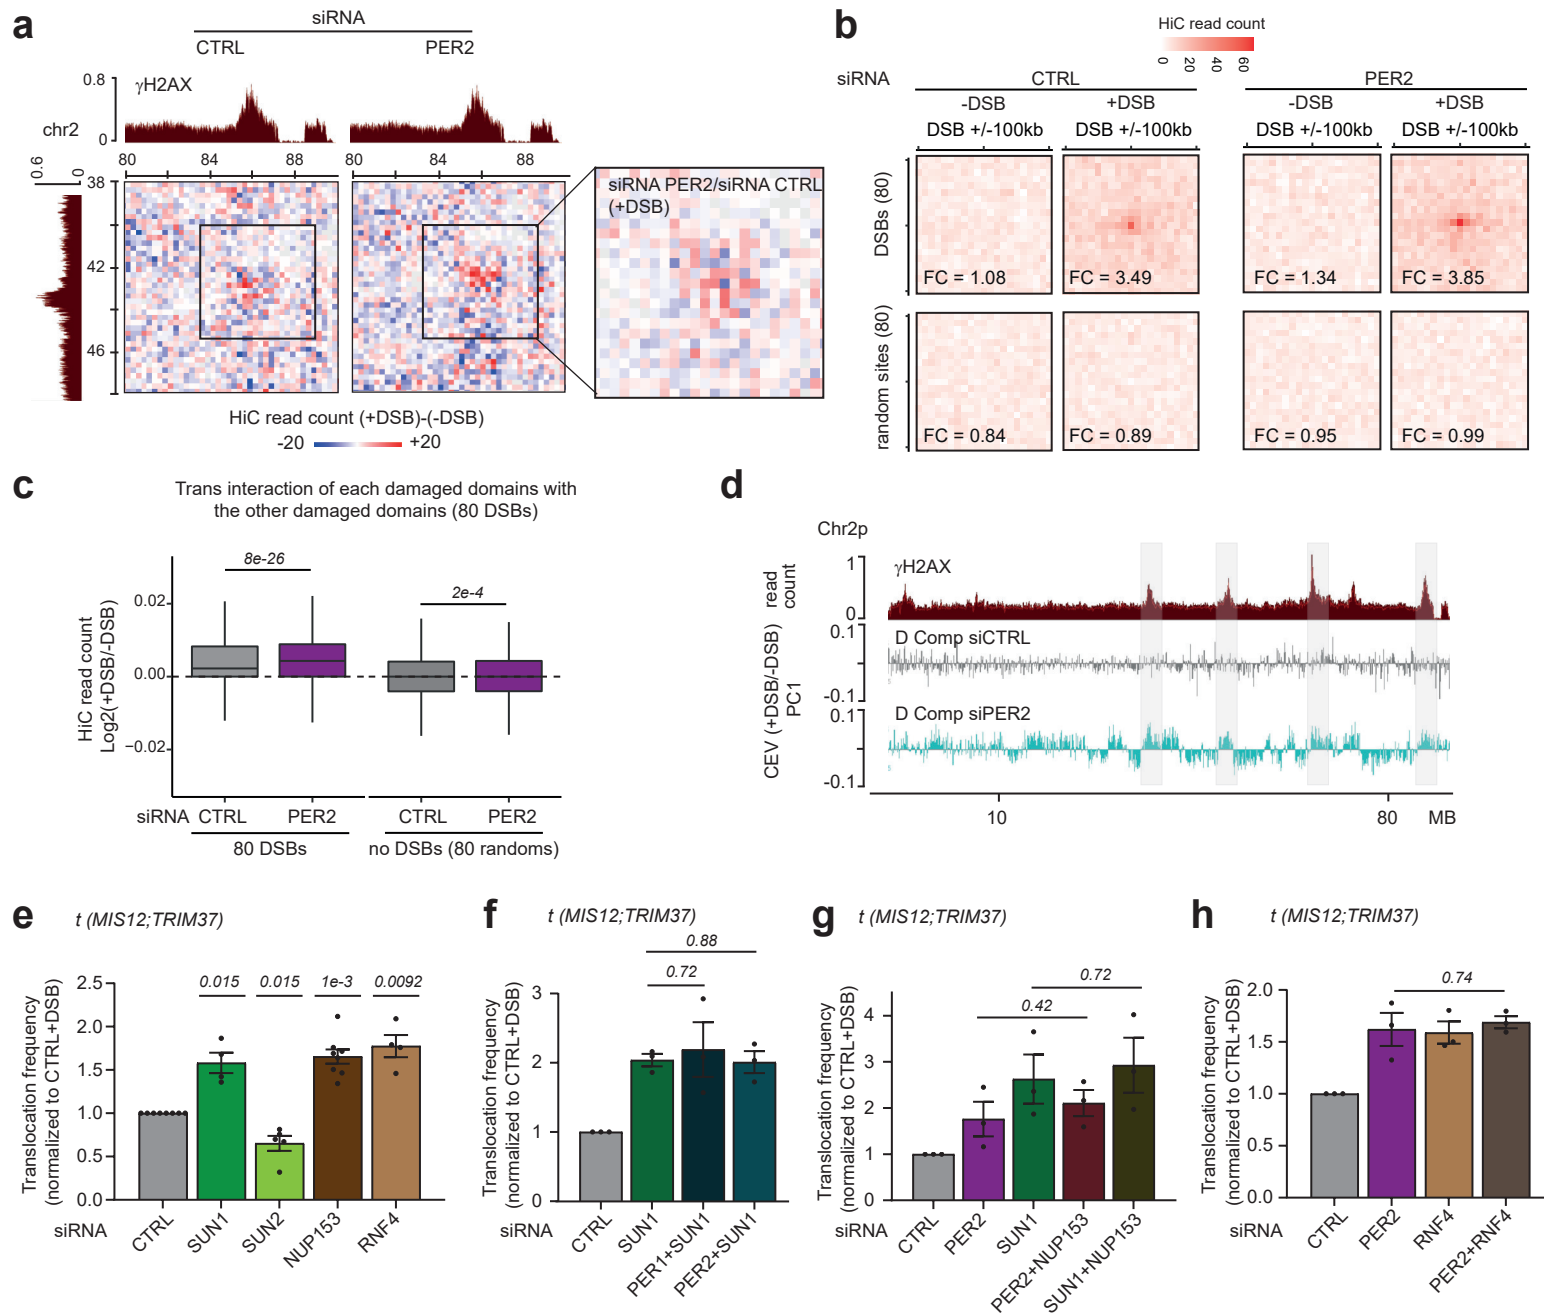 a
siRNA
CTRL PER2
γH2AX
0.8
0
chr2
80 84 88 80 84 88
0.6 0
38
42
46
siRNA PER2/siRNA CTRL
(+DSB)
HiC read count (+DSB)-(-DSB)
-20 +20
b
HiC read count
0 20 40 60
siRNA CTRL PER2
-DSB +DSB -DSB +DSB
DSB +/-100kb DSB +/-100kb DSB +/-100kb DSB +/-100kb
DSBs (80)
FC = 1.08 FC = 3.49 FC = 1.34 FC = 3.85
random sites (80)
FC = 0.84 FC = 0.89 FC = 0.95 FC = 0.99
c
Trans interaction of each damaged domains with
the other damaged domains (80 DSBs)
HiC read count
Log2(+DSB/-DSB)
8e-26
2e-4
0.02
0.00
−0.02
siRNA CTRL PER2 CTRL PER2
80 DSBs no DSBs (80 randoms)
d
Chr2p
γH2AX
read
count
1
0
D Comp siCTRL
0.1
-0.1
D Comp siPER2
0.1
-0.1
CEV (+DSB/-DSB)
PC1
10 80 MB
e
t (MIS12;TRIM37)
Translocation frequency
(normalized to CTRL+DSB)
0.015 0.015 1e-3 0.0092
2.5
2.0
1.5
1.0
0.5
0.0
siRNA
CTRL
SUN1
SUN2
NUP153
RNF4
f
t (MIS12;TRIM37)
Translocation frequency
(normalized to CTRL+DSB)
0.88
0.72
3
2
1
0
siRNA
CTRL
SUN1
PER1+SUN1
PER2+SUN1
g
t (MIS12;TRIM37)
Translocation frequency
(normalized to CTRL+DSB)
0.72
0.42
4
3
2
1
0
siRNA
CTRL
PER2
SUN1
PER2+NUP153
SUN1+NUP153
h
t (MIS12;TRIM37)
Translocation frequency
(normalized to CTRL+DSB)
0.74
2.0
1.5
1.0
0.5
0.0
siRNA
CTRL
PER2
RNF4
PER2+RNF4